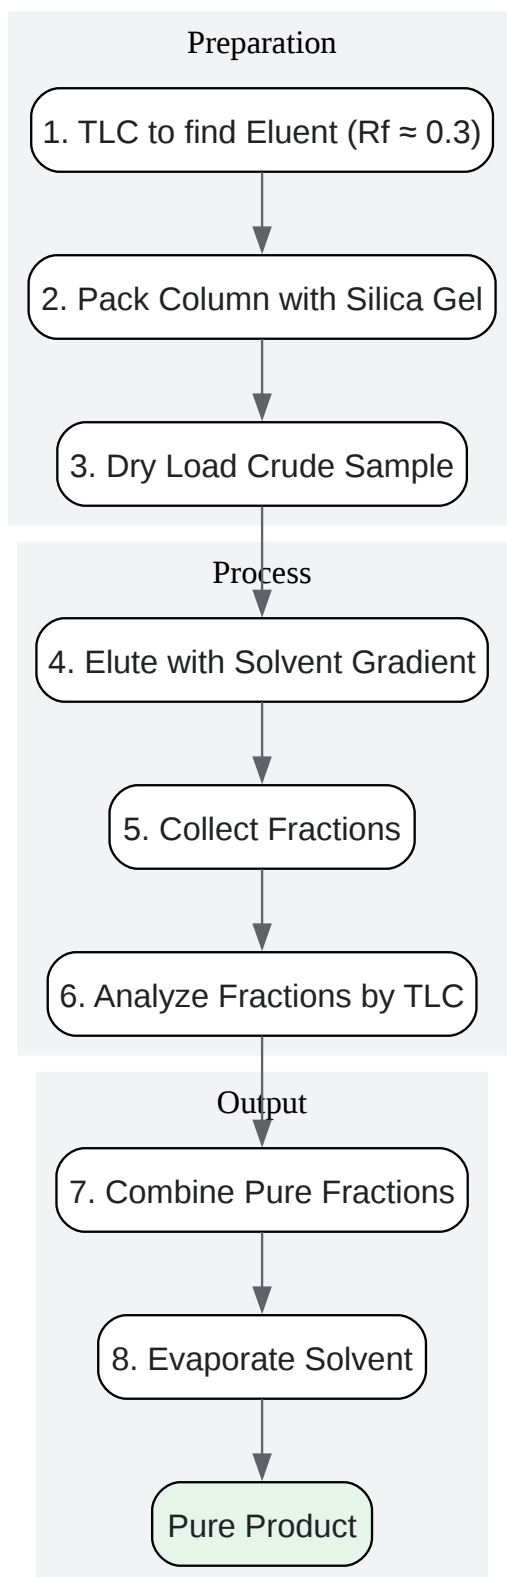 Preparation
1. TLC to find Eluent (Rf ≈ 0.3)
2. Pack Column with Silica Gel
3. Dry Load Crude Sample
Process
4. Elute with Solvent Gradient
5. Collect Fractions
6. Analyze Fractions by TLC
Output
7. Combine Pure Fractions
8. Evaporate Solvent
Pure Product